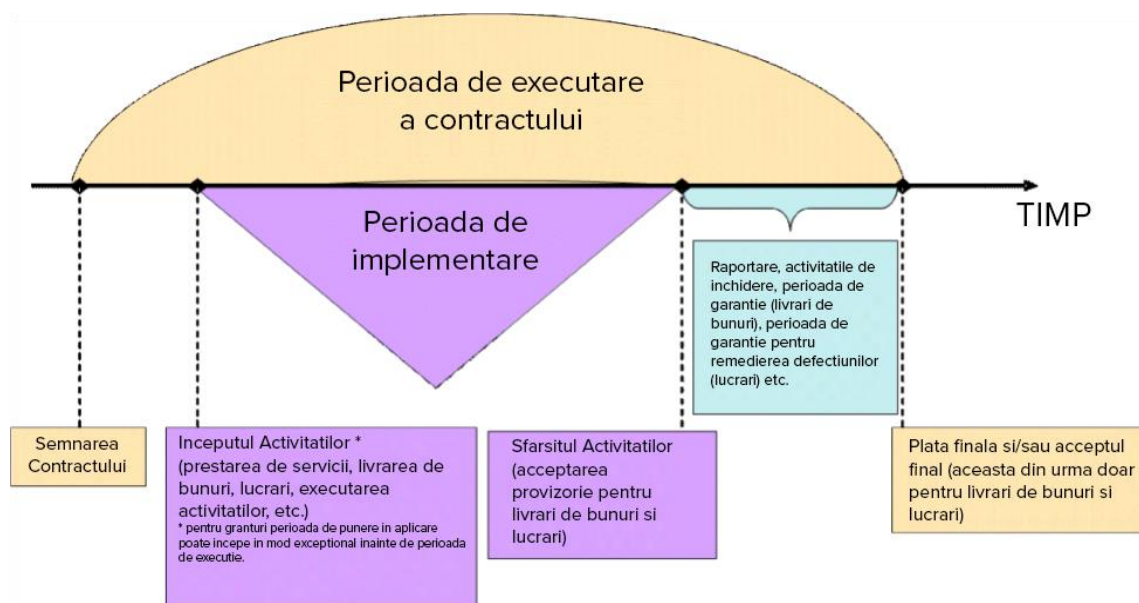 Perioada de executare
a contractului
TIMP
Perioada de
implementare
Raportare, activitatile de
inchidere, perioada de
garantie (livrari de
bunuri), perioada de
garantie pentru
remedierea defectiunilor
(lucrari) etc.
Semnarea
Contractului
Inceputul Activitatilor *
(prestarea de servicii, livrarea de
bunuri, lucrari, executarea
activitatilor, etc.)
* pentru granturi perioada de punere in aplicare
poate incepe in mod exceptional inainte de perioada
de executie.
Sfarsitul Activitatilor
(acceptarea
provizorie pentru
livrari de bunuri si
lucrari)
Plata finala si/sau acceptul
final (aceasta din urma doar
pentru livrari de bunuri si
lucrari)